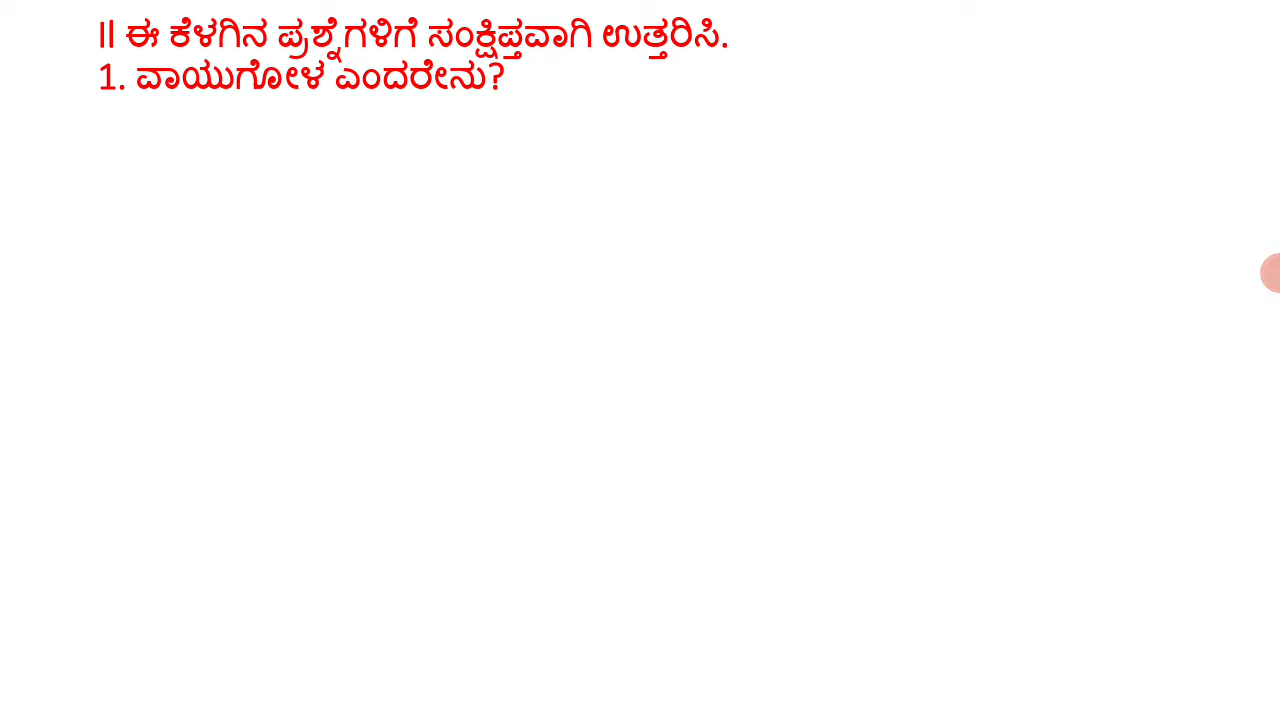 II ಈ ಕೆಳಗಿನ ಪ್ರಶ್ನೆಗಳಿಗೆ ಸಂಕ್ಷಿಪ್ತವಾಗಿ ಉತ್ತರಿಸಿ.
1. ವಾಯುಗೋಳ ಎಂದರೇನು?